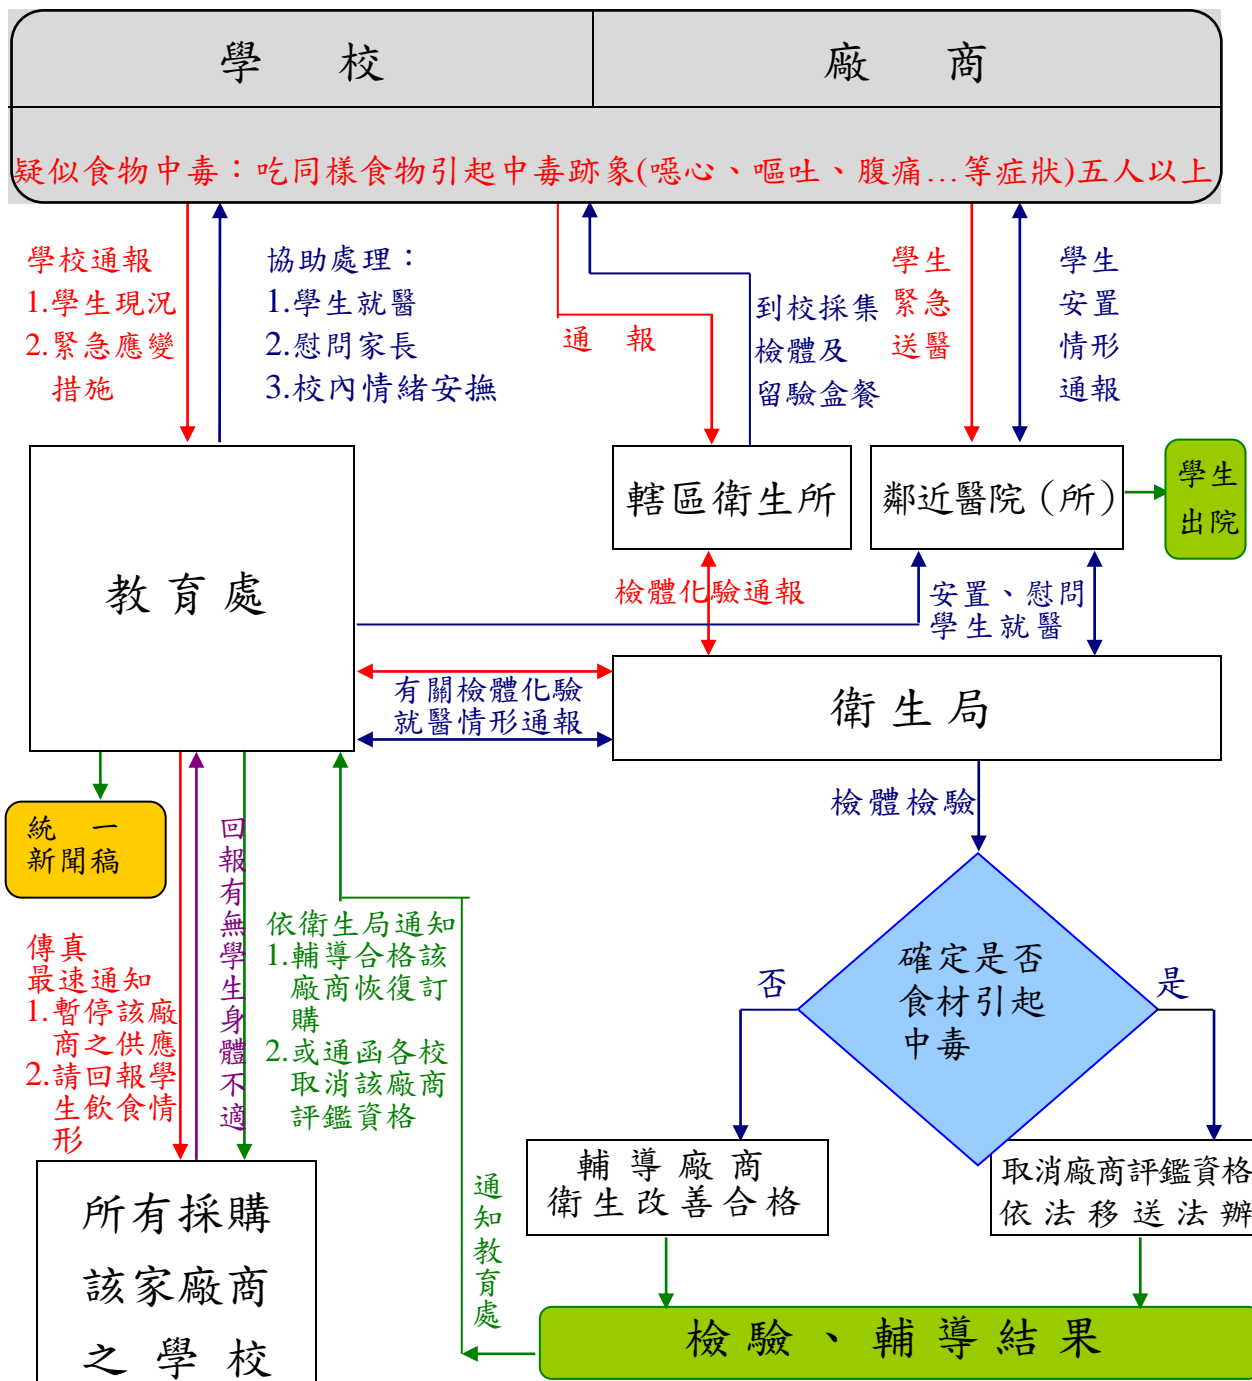 學校
廠商
疑似食物中毒：吃同樣食物引起中毒跡象(噁心、嘔吐、腹痛…等症狀)五人以上
學校通報
1.學生現況
2.緊急應變
措施
協助處理：
1.學生就醫
2.慰問家長
3.校內情緒安撫
通報
到校採集
檢體及
留驗盒餐
學生
緊急
送醫
學生
安置
情形
通報
教育處
轄區衛生所
鄰近醫院（所）
學生
出院
檢體化驗通報
安置、慰問
學生就醫
有關檢體化驗
就醫情形通報
衛生局
檢體檢驗
統一
新聞稿
回報有無學生身體不適
傳真
最速通知
1.暫停該廠
商之供應
2.請回報學
生飲食情
形
依衛生局通知
1.輔導合格該
廠商恢復訂
購
2.或通函各校
取消該廠商
評鑑資格
確定是否
食材引起
中毒
否
是
輔導廠商
衛生改善合格
取消廠商評鑑資格
依法移送法辦
通知教育處
所有採購
該家廠商
之學校
檢驗、輔導結果